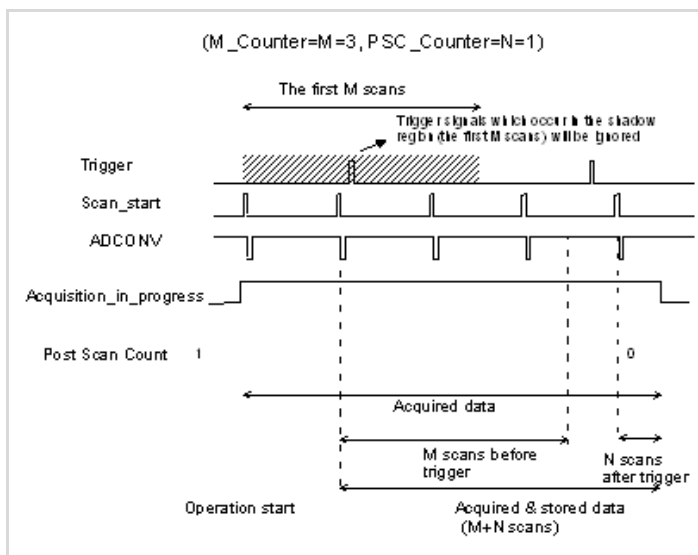 (M_Counter=M=3, PSC_Counter=N=1)
The first M scans
Trigger signals which occur in the shadow
region (the first M scans) will be ignored
Trigger
Scan_start
ADCONV
Acquisition_in_progress
Post Scan Count 1 0
Acquired data
M scans before
trigger
N scans
after trigger
Operation start
Acquired & stored data
(M+N scans)